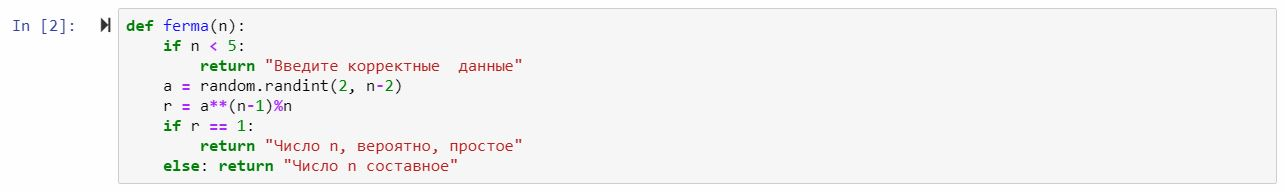 In [2]:
def ferma(n):
    if n < 5:
        return "Введите корректные  данные"
    a = random.randint(2, n-2)
    r = a**(n-1)%n
    if r == 1:
        return "Число n, вероятно, простое"
    else: return "Число n составное"